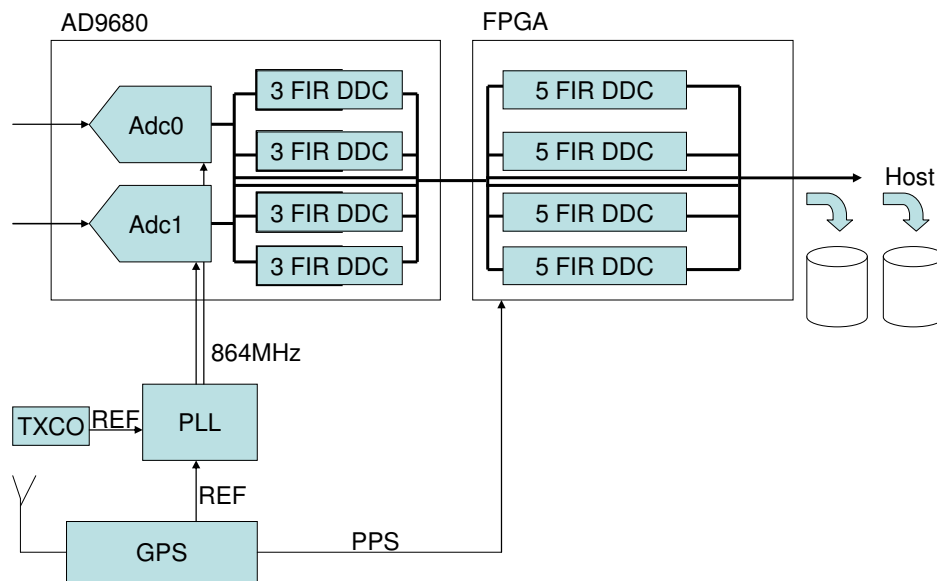 AD9680
FPGA
Adc0
Adc1
3 FIR DDC
3 FIR DDC
3 FIR DDC
3 FIR DDC
5 FIR DDC
5 FIR DDC
5 FIR DDC
5 FIR DDC
Host
864MHz
TXCO
REF
PLL
REF
GPS
PPS